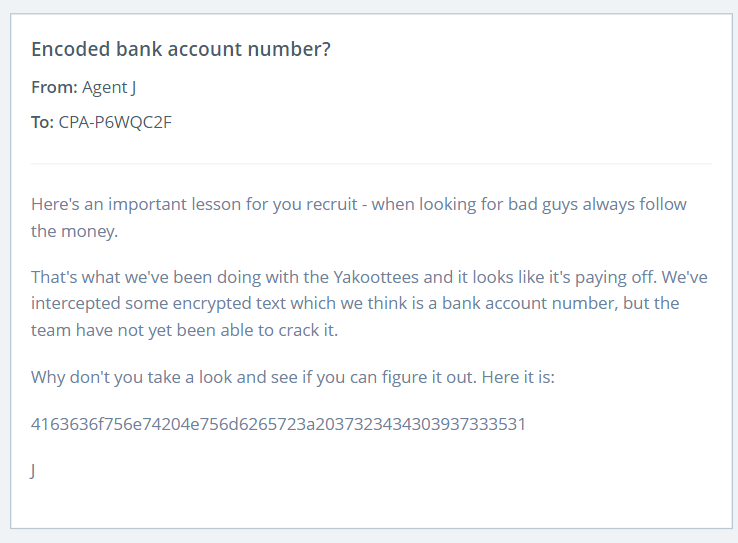 Encoded bank account number?
From: Agent J
To: CPA-P6WQC2F
Here's an important lesson for you recruit - when looking for bad guys always follow
the money.
That's what we've been doing with the Yakoottees and it looks like it's paying off. We've
intercepted some encrypted text which we think is a bank account number, but the
team have not yet been able to crack it.
Why don't you take a look and see if you can figure it out. Here it is:
4163636f756e74204e756d6265723a2037323434303937333531
J